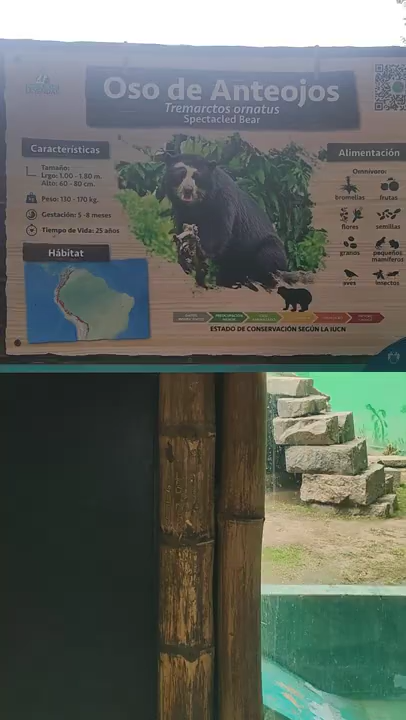 Oso de Anteojos
Tremarctos ornatus
Spectacled Bear
Características
Tamaño:
Lrgo: 1.00 - 1.80 m.
Alto: 60 - 80 cm.
Peso: 130 - 170 kg.
Gestación: 5 -8 meses
Tiempo de Vida: 25 años
Hábitat
Alimentación
Omnívoro:
bromelias
frutas
flores
semillas
granos
pequeños
mamíferos
aves
insectos
ESTADO DE CONSERVACIÓN SEGÚN LA IUCN